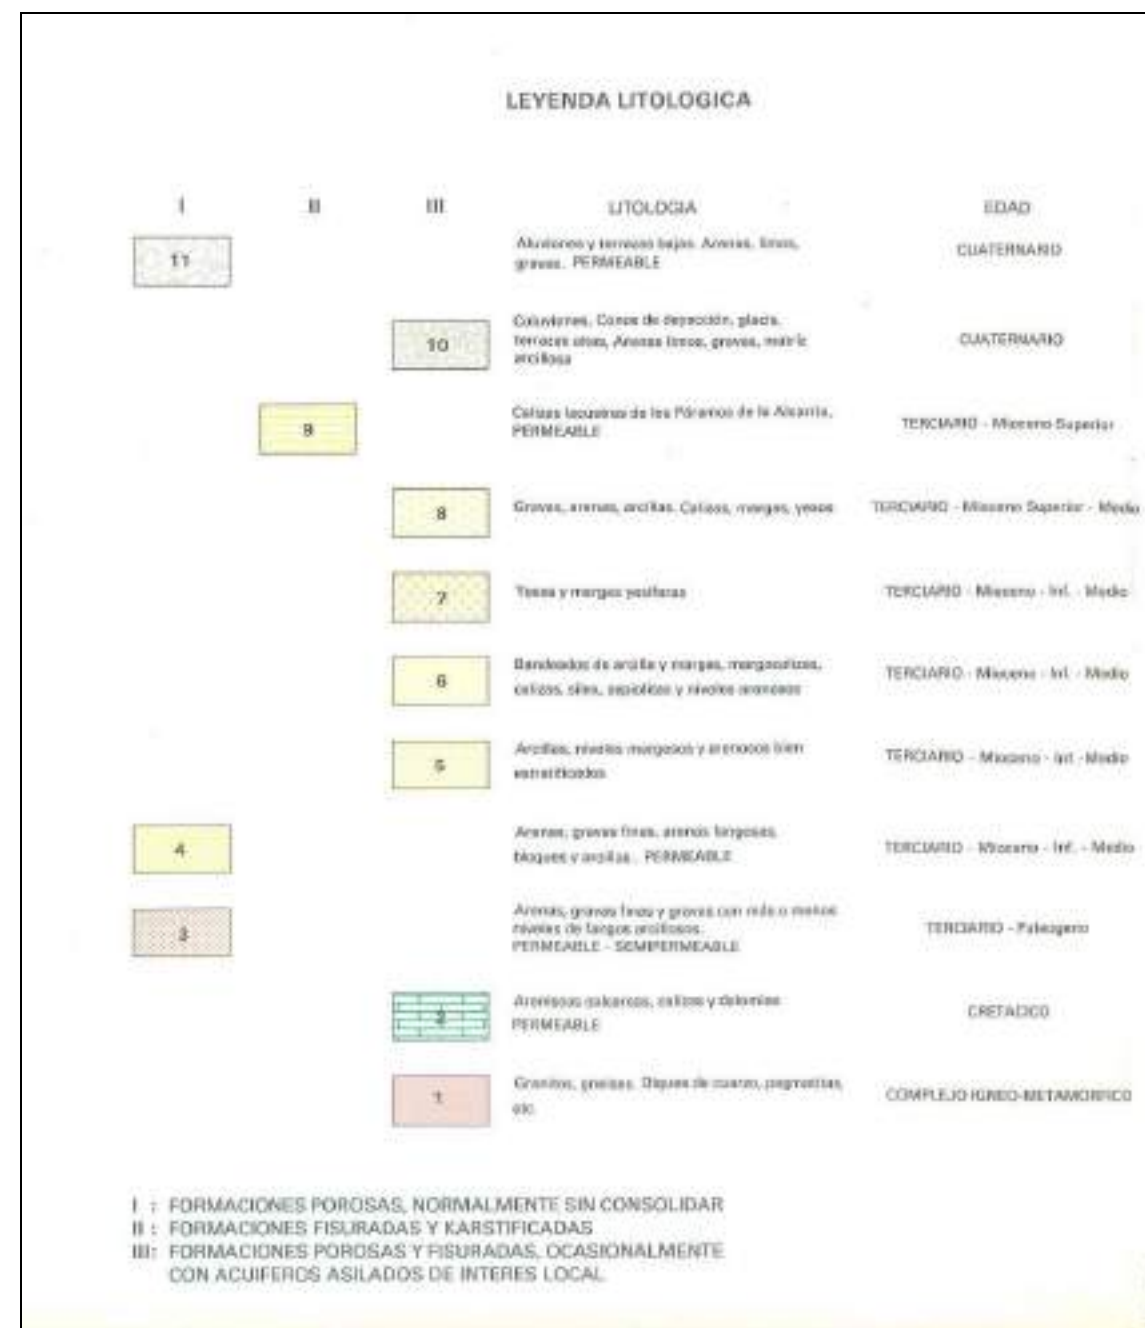 LEYENDA LITOLOGICA
I II III LITOLOGIA EDAD
11 Aluviones y terrazas bajas. Arenas, limos, CUATERNARIO
gravas. PERMEABLE
10 Coluviones, Conos de deyección, glacis, CUATERNARIO
terrazas altas, Arenas limos, gravas, matriz
arcillosa
9 Calizas lacustres de los Páramos de la Alcarria, TERCIARIO - Mioceno Superior
PERMEABLE
8 Gravas, arenas, arcillas. Calizas, margas, yesos TERCIARIO - Mioceno Superior - Medio
7 Yesos y margas yesíferas TERCIARIO - Mioceno - Inf. - Medio
6 Bandeados de arcilla y margas, margocalizas, TERCIARIO - Mioceno - Inf. - Medio
calizas, silex, sepiolitas y niveles arenosos
5 Arcillas, niveles margosos y arenosos bien TERCIARIO - Mioceno - Inf - Medio
estratificados
4 Arenas, gravas finas, arenas fangosas, TERCIARIO - Mioceno - Inf. - Medio
bloques y arcillas. PERMEABLE
3 Arenas, gravas finas y gravas con más o menos TERCIARIO - Paleogeno
niveles de fangos arcillosos.
PERMEABLE - SEMIPERMEABLE
2 Areniscas calcareas, calizas y dolomias CRETACICO
PERMEABLE
1 Granitos, gneises. Diques de cuarzo, pegmatitas, COMPLEJO IGNEO-METAMORFICO
etc.
I : FORMACIONES POROSAS, NORMALMENTE SIN CONSOLIDAR
II : FORMACIONES FISURADAS Y KARSTIFICADAS
III: FORMACIONES POROSAS Y FISURADAS, OCASIONALMENTE
CON ACUIFEROS ASILADOS DE INTERES LOCAL